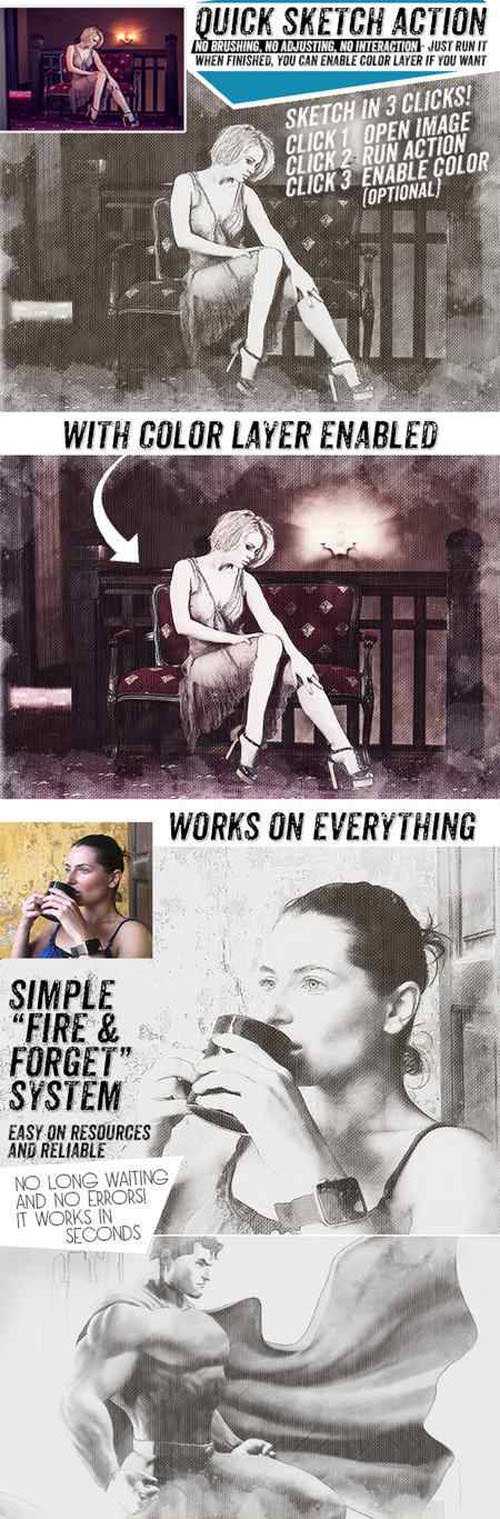 QUICK SKETCH ACTION
NO BRUSHING, NO ADJUSTING, NO INTERACTION - JUST RUN IT
WHEN FINISHED, YOU CAN ENABLE COLOR LAYER IF YOU WANT
SKETCH IN 3 CLICKS!
CLICK 1 OPEN IMAGE
CLICK 2 RUN ACTION
CLICK 3 ENABLE COLOR
(OPTIONAL)
WITH COLOR LAYER ENABLED
WORKS ON EVERYTHING
SIMPLE
"FIRE &
FORGET"
SYSTEM
EASY ON RESOURCES
AND RELIABLE
NO LONG WAITING
AND NO ERRORS!
IT WORKS IN
SECONDS